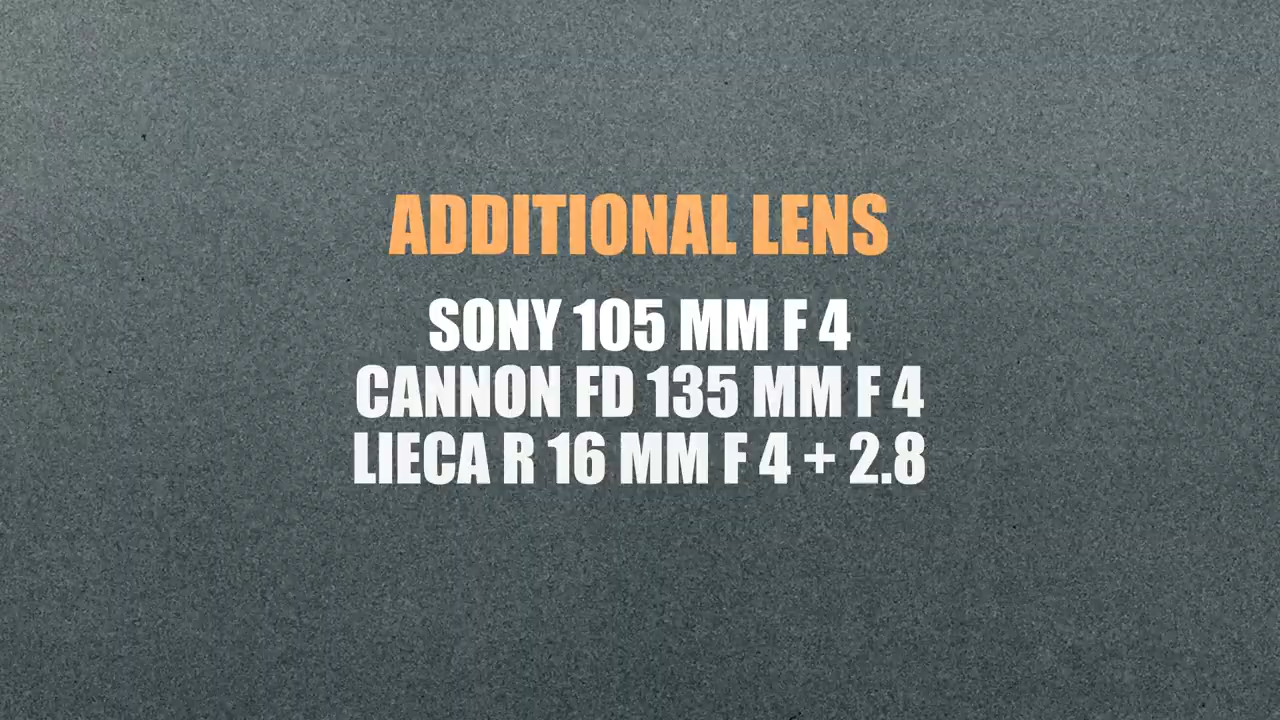 ADDITIONAL LENS
SONY 105 MM F 4
CANNON FD 135 MM F 4
LIECA R 16 MM F 4 + 2.8